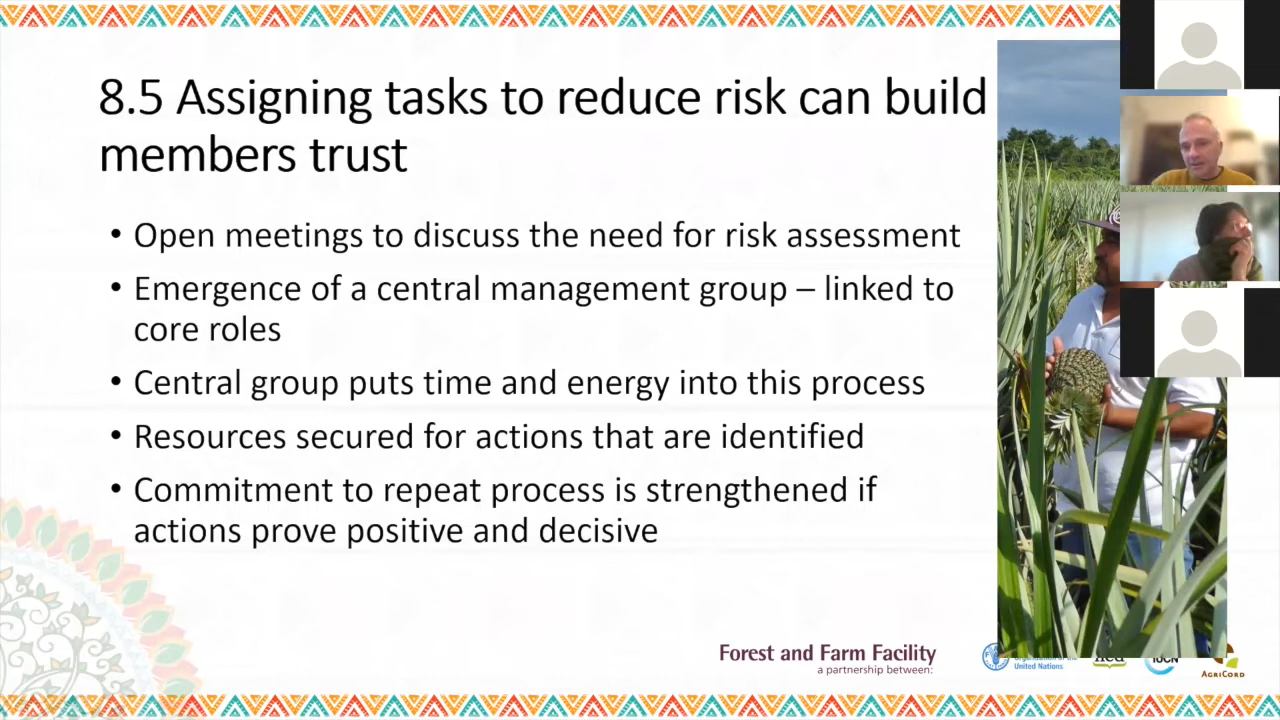 8.5 Assigning tasks to reduce risk can build
members trust
• Open meetings to discuss the need for risk assessment
• Emergence of a central management group – linked to
core roles
• Central group puts time and energy into this process
• Resources secured for actions that are identified
• Commitment to repeat process is strengthened if
actions prove positive and decisive
Forest and Farm Facility
a partnership between:
United Nations
AGRICORD